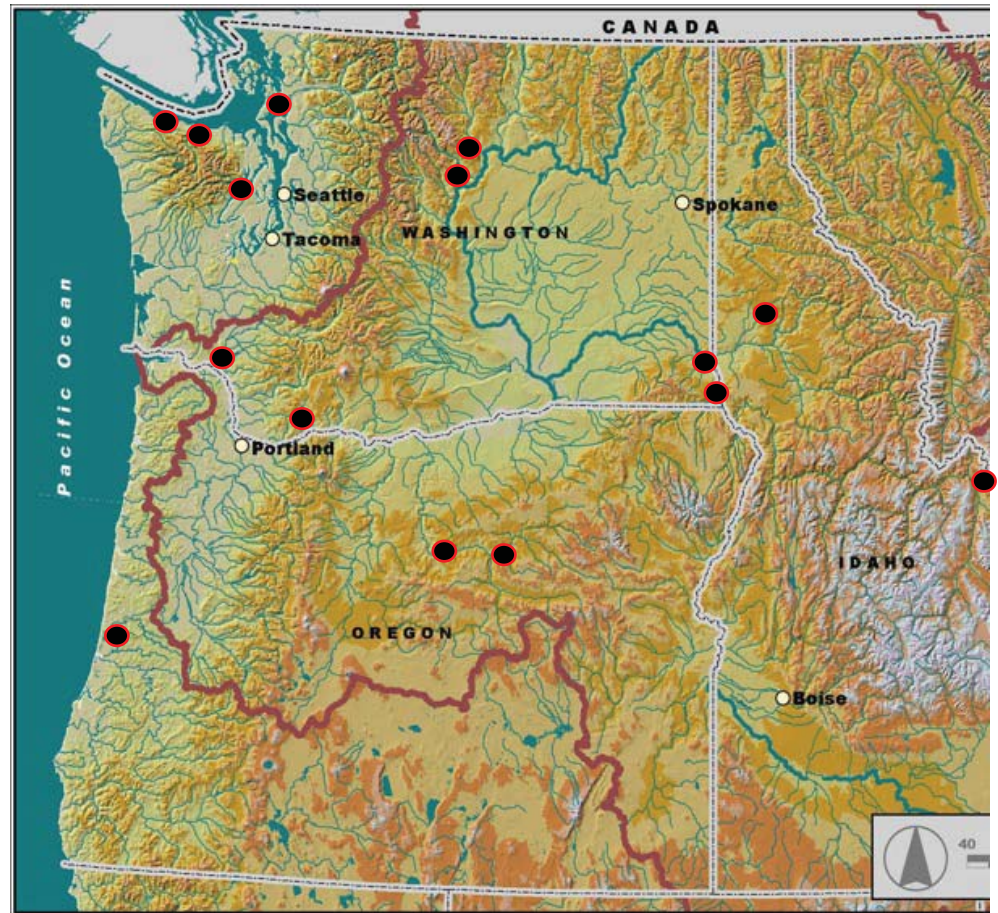 CANADA
Seattle
Spokane
Tacoma
WASHINGTON
Pacific Ocean
Portland
IDAHO
OREGON
Boise
40